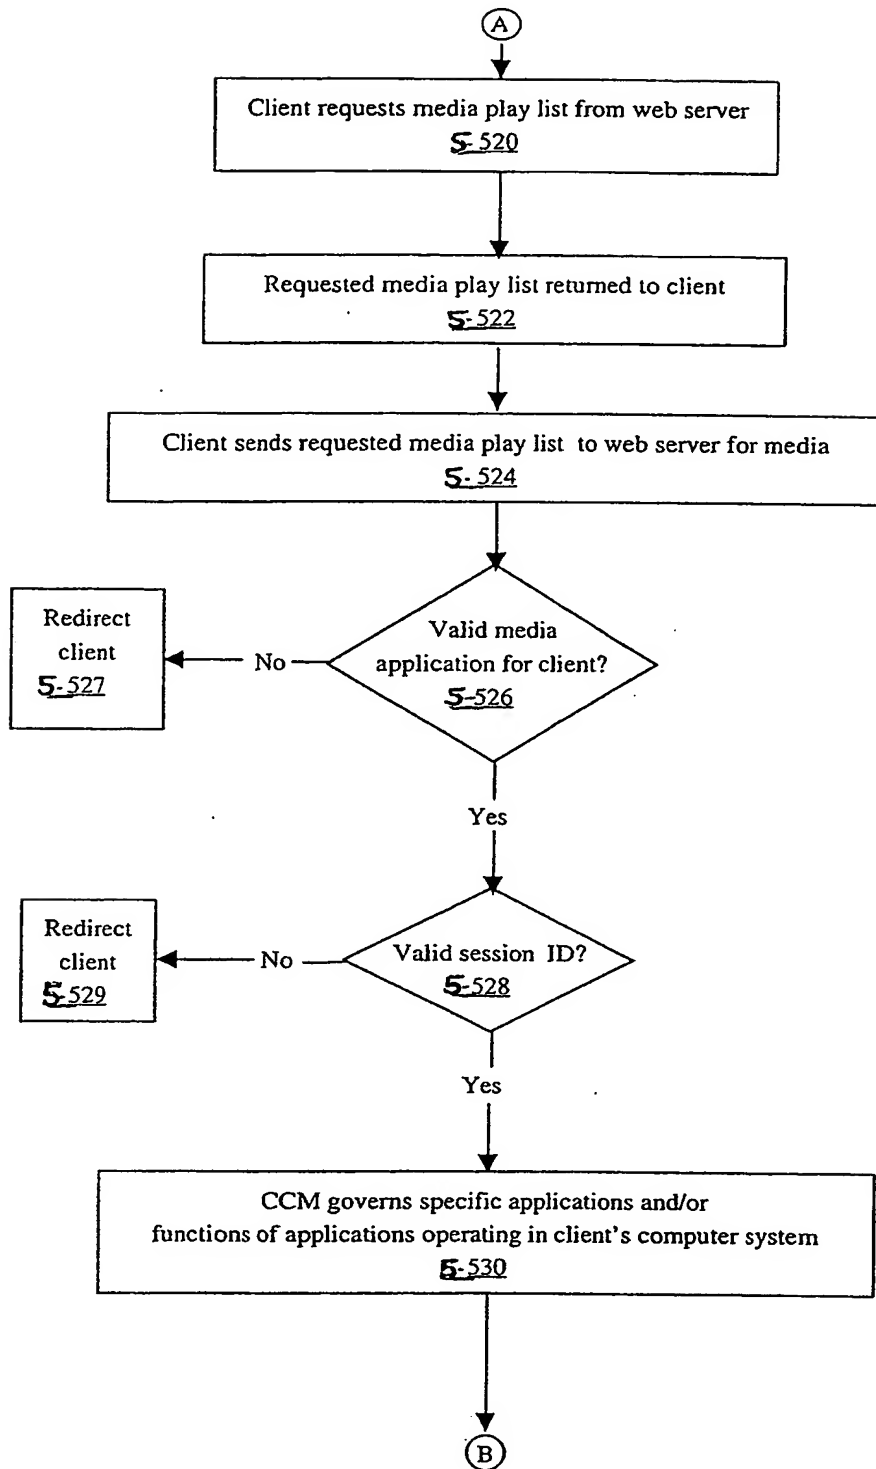 A
Client requests media play list from web server
5-520
Requested media play list returned to client
5-522
Client sends requested media play list to web server for media
5-524
Valid media
application for client?
5-526
No
Redirect
client
5-527
Yes
Valid session ID?
5-528
No
Redirect
client
5-529
Yes
CCM governs specific applications and/or
functions of applications operating in client's computer system
5-530
B